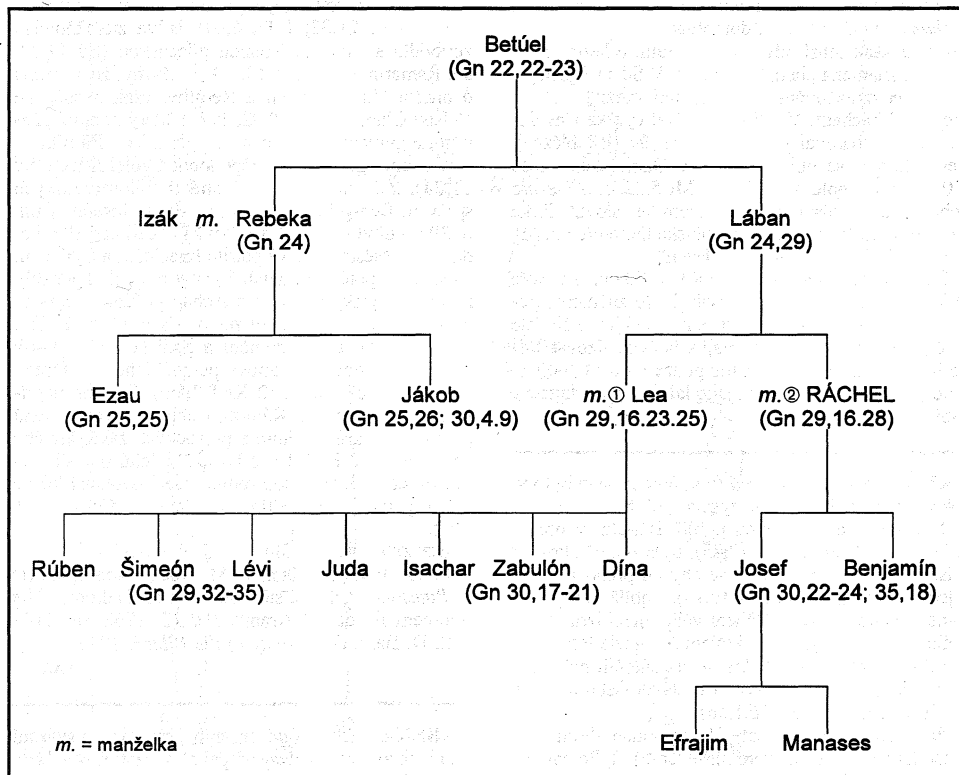 Betúel
(Gn 22,22-23)
Izák m. Rebeka
(Gn 24)
Lában
(Gn 24,29)
Ezau
(Gn 25,25)
Jákob
(Gn 25,26; 30,4.9)
m.① Lea
(Gn 29,16.23.25)
m.② RÁCHEL
(Gn 29,16.28)
Rúben Šimeón Lévi Juda Isachar Zabulón Dína
(Gn 29,32-35) (Gn 30,17-21)
Josef Benjamín
(Gn 30,22-24; 35,18)
Efrajim Manases
m. = manželka